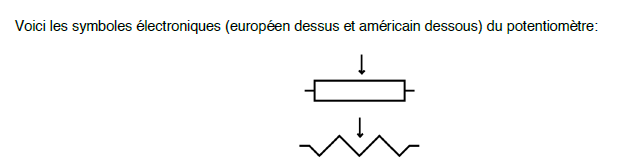 Voici les symboles électroniques (européen dessus et américain dessous) du potentiomètre: